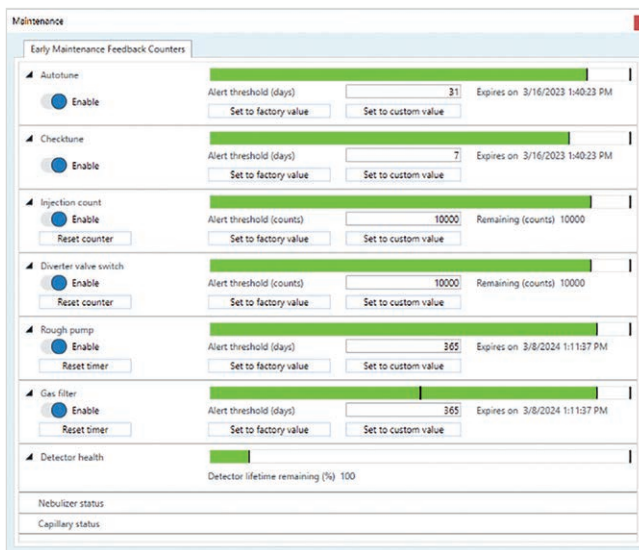 Maintenance
Early Maintenance Feedback Counters
Autotune
Enable
Alert threshold (days) 31 Expires on 3/16/2023 1:40:23 PM
Set to factory value Set to custom value
Checktune
Enable
Alert threshold (days) 7 Expires on 3/16/2023 1:40:23 PM
Set to factory value Set to custom value
Injection count
Enable Alert threshold (counts) 10000 Remaining (counts) 10000
Reset counter Set to factory value Set to custom value
Diverter valve switch
Enable Alert threshold (counts) 10000 Remaining (counts) 10000
Reset counter Set to factory value Set to custom value
Rough pump
Enable Alert threshold (days) 365 Expires on 3/8/2024 1:11:37 PM
Reset timer Set to factory value Set to custom value
Gas filter
Enable Alert threshold (days) 365 Expires on 3/8/2024 1:11:37 PM
Reset timer Set to factory value Set to custom value
Detector health
Detector lifetime remaining (%) 100
Nebulizer status
Capillary status